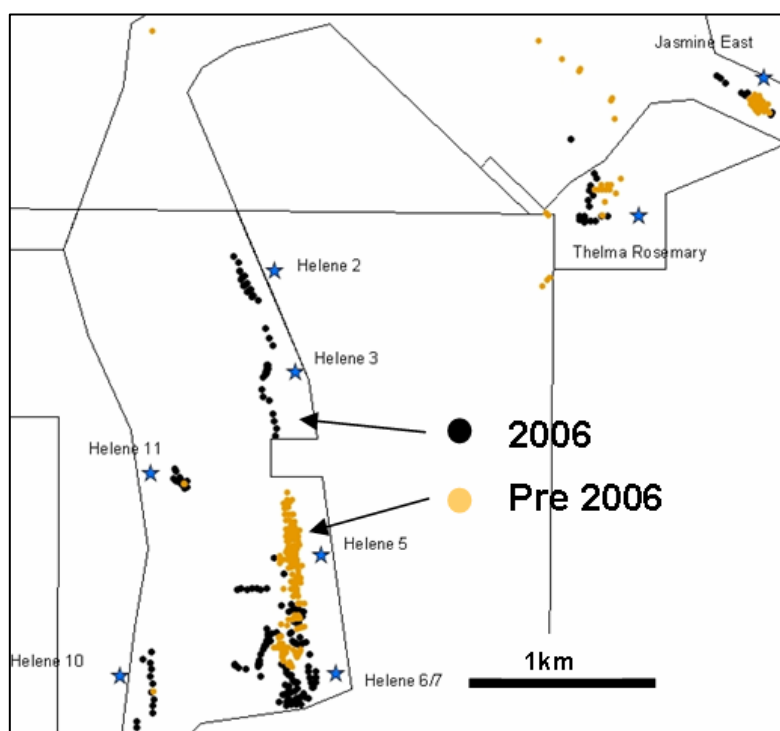 Jasmine East
Thelma Rosemary
Helene 2
Helene 3
2006
Helene 11
Pre 2006
Helene 5
1km
Helene 10
Helene 6/7